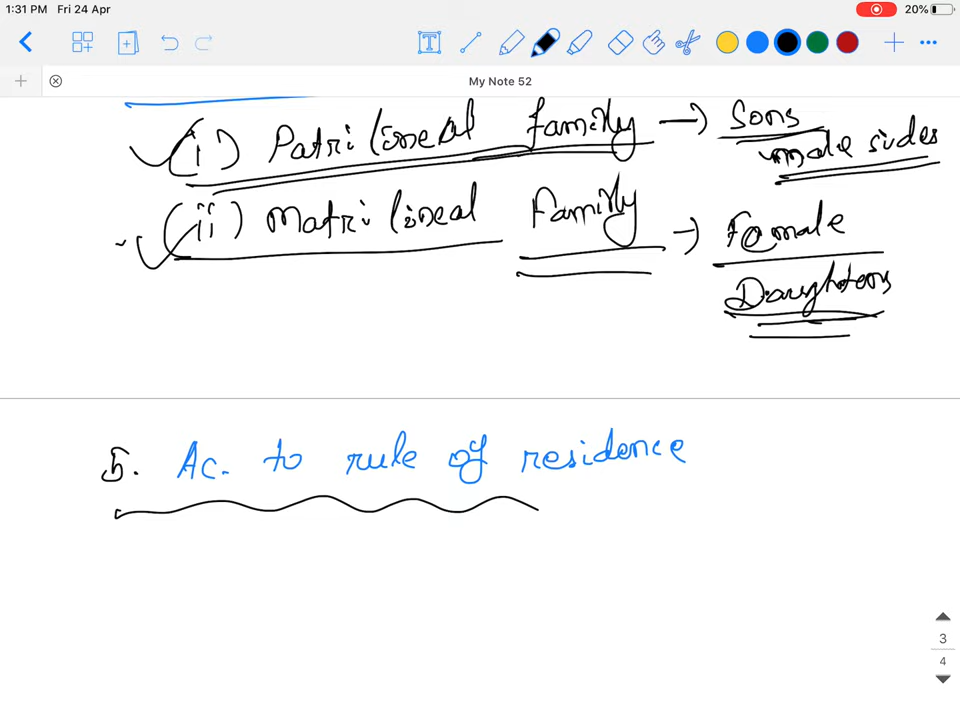 1:31 PM Fri 24 Apr 20%
My Note 52
(i) Patrilineal family → Sons
male sides
(ii) Matrilineal Family → Female
Daughters
5. Ac. to rule of residence
3
4